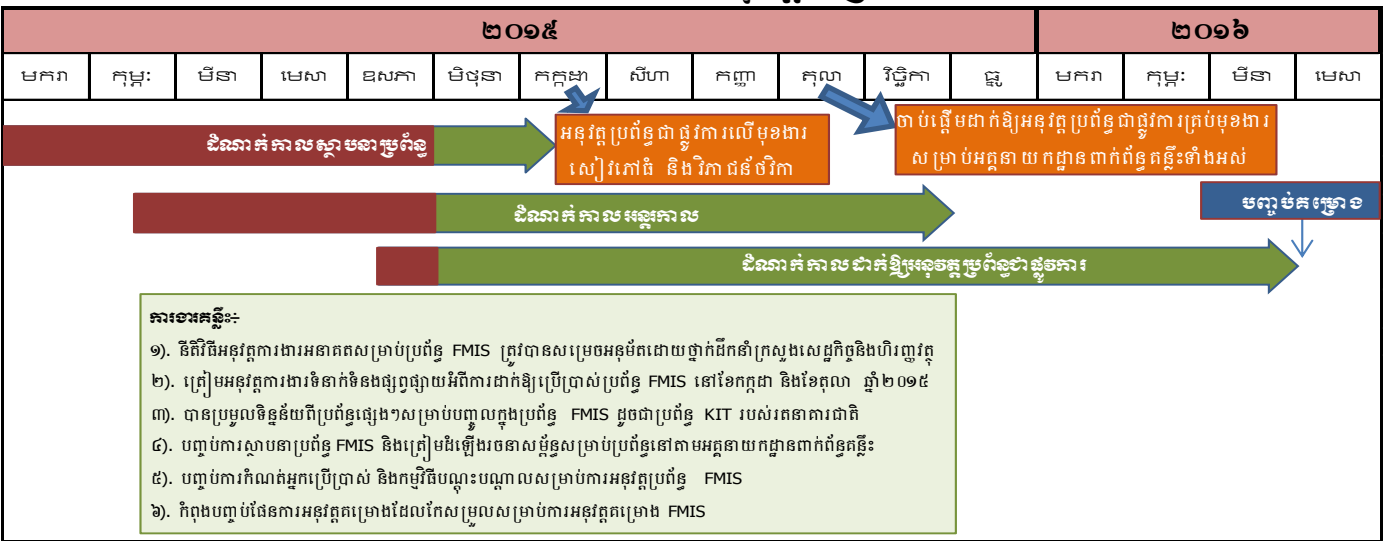 ២០១៥ ២០១៦
មករា កុម្ភៈ មីនា មេសា ឧសភា មិថុនា កក្កដា សីហា កញ្ញា តុលា វិច្ឆិកា ធ្នូ មករា កុម្ភៈ មីនា មេសា
ដំណាក់កាលស្ថាបនាប្រព័ន្ធ
អនុវត្តប្រព័ន្ធជាផ្លូវការលើមុខងារ
សៀវភៅធំ និងវិភាជន៍ថវិកា
ចាប់ផ្តើមដាក់ឱ្យអនុវត្តប្រព័ន្ធជាផ្លូវការគ្រប់មុខងារ
សម្រាប់អគ្គនាយកដ្ឋានពាក់ព័ន្ធគន្លឹះទាំងអស់
ដំណាក់កាលអន្តរកាល
បញ្ចប់គម្រោង
ដំណាក់កាលដាក់ឱ្យអនុវត្តប្រព័ន្ធជាផ្លូវការ
ការងារគន្លឹះ÷
១). នីតិវិធីអនុវត្តការងារអនាគតសម្រាប់ប្រព័ន្ធ FMIS ត្រូវបានសម្រេចអនុម័តដោយថ្នាក់ដឹកនាំក្រសួងសេដ្ឋកិច្ចនិងហិរញ្ញវត្ថុ
២). ត្រៀមអនុវត្តការងារទំនាក់ទំនងផ្សព្វផ្សាយអំពីការដាក់ឱ្យប្រើប្រាស់ប្រព័ន្ធ FMIS នៅខែកក្កដា និងខែតុលា ឆ្នាំ២០១៥
៣). បានប្រមូលទិន្នន័យពីប្រព័ន្ធផ្សេងៗសម្រាប់បញ្ចូលក្នុងប្រព័ន្ធ FMIS ដូចជាប្រព័ន្ធ KIT របស់រតនាគារជាតិ
៤). បញ្ចប់ការស្ថាបនាប្រព័ន្ធ FMIS និងត្រៀមដំឡើងរចនាសម្ព័ន្ធសម្រាប់ប្រព័ន្ធនៅតាមអគ្គនាយកដ្ឋានពាក់ព័ន្ធគន្លឹះ
៥). បញ្ចប់ការកំណត់អ្នកប្រើប្រាស់ និងកម្មវិធីបណ្តុះបណ្តាលសម្រាប់ការអនុវត្តប្រព័ន្ធ FMIS
៦). កំពុងបញ្ចប់ផែនការអនុវត្តគម្រោងដែលកែសម្រួលសម្រាប់ការអនុវត្តគម្រោង FMIS